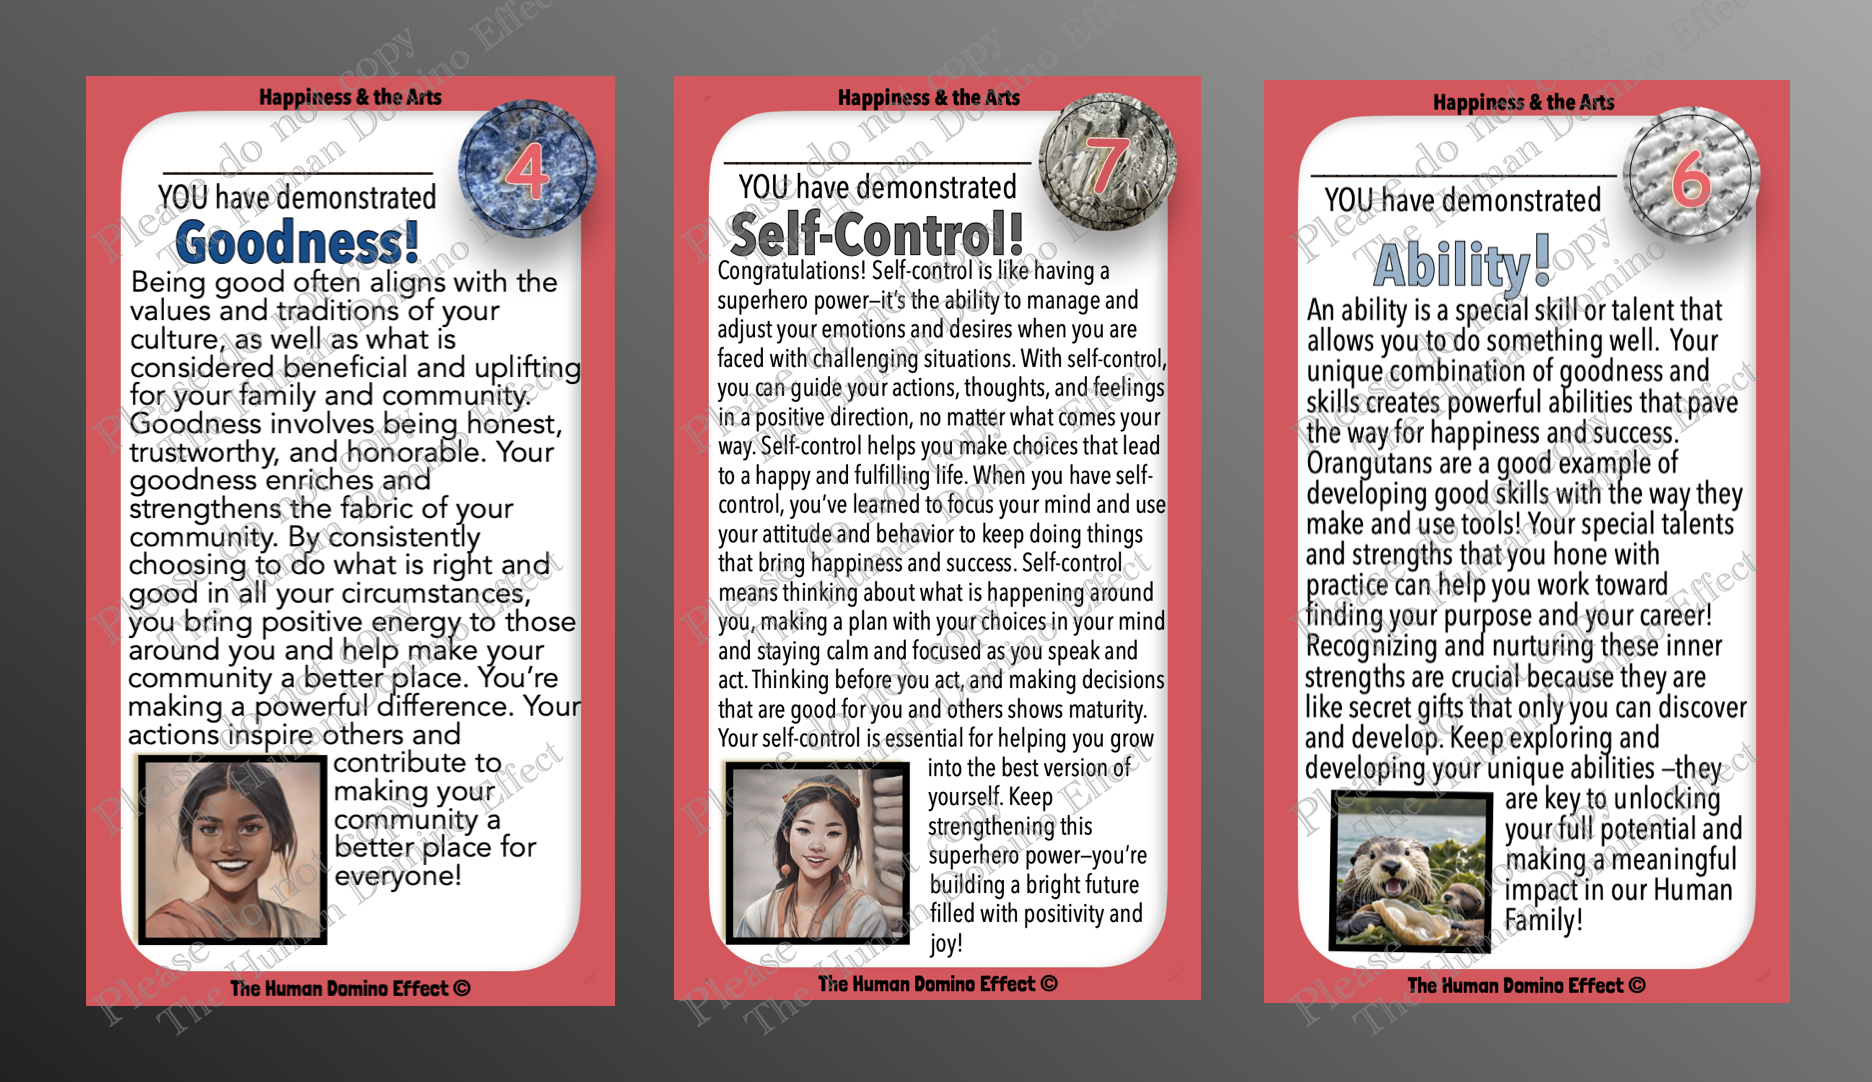 Happiness & the Arts
4
YOU have demonstrated
Goodness!
Being good often aligns with the
values and traditions of your
culture, as well as what is
considered beneficial and uplifting
for your family and community.
Goodness involves being honest,
trustworthy, and honorable. Your
goodness enriches and
strengthens the fabric of your
community. By consistently
choosing to do what is right and
good in all your circumstances,
you bring positive energy to those
around you and help make your
community a better place. You're
making a powerful difference. Your
actions inspire others and
contribute to
making your
community a
better place for
everyone!
The Human Domino Effect ©
Happiness & the Arts
7
YOU have demonstrated
Self-Control!
Congratulations! Self-control is like having a
superhero power–it's the ability to manage and
adjust your emotions and desires when you are
faced with challenging situations. With self-control,
you can guide your actions, thoughts, and feelings
in a positive direction, no matter what comes your
way. Self-control helps you make choices that lead
to a happy and fulfilling life. When you have self-
control, you've learned to focus your mind and use
your attitude and behavior to keep doing things
that bring happiness and success. Self-control
means thinking about what is happening around
you, making a plan with your choices in your mind
and staying calm and focused as you speak and
act. Thinking before you act, and making decisions
that are good for you and others shows maturity.
Your self-control is essential for helping you grow
into the best version of
yourself. Keep
strengthening this
superhero power–you're
building a bright future
filled with positivity and
joy!
The Human Domino Effect ©
Happiness & the Arts
6
YOU have demonstrated
Ability!
An ability is a special skill or talent that
allows you to do something well. Your
unique combination of goodness and
skills creates powerful abilities that pave
the way for happiness and success.
Orangutans are a good example of
developing good skills with the way they
make and use tools! Your special talents
and strengths that you hone with
practice can help you work toward
finding your purpose and your career!
Recognizing and nurturing these inner
strengths are crucial because they are
like secret gifts that only you can discover
and develop. Keep exploring and
developing your unique abilities –they
are key to unlocking
your full potential and
making a meaningful
impact in our Human
Family!
The Human Domino Effect ©
Please do not copy
The Human Domino Effect